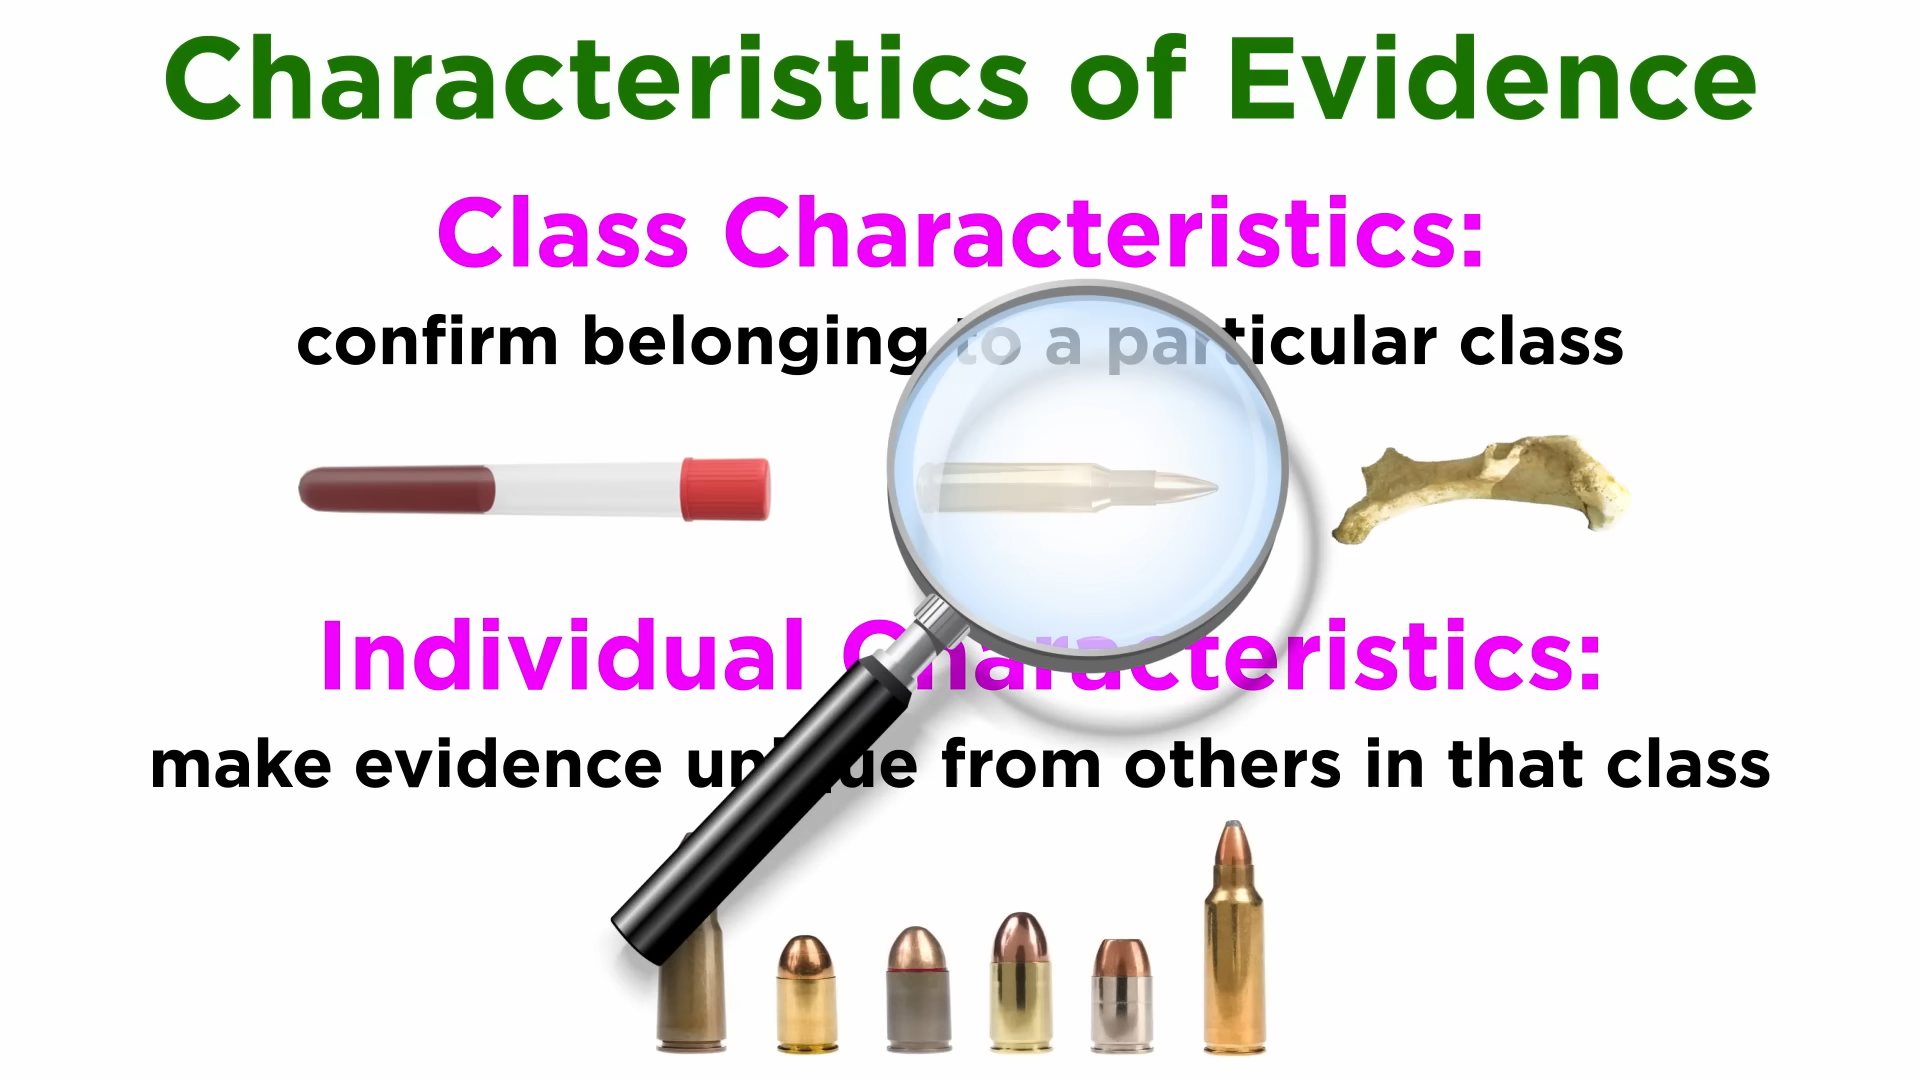 Characteristics of Evidence
Class Characteristics:
confirm belonging to a particular class
Individual Characteristics:
make evidence unique from others in that class